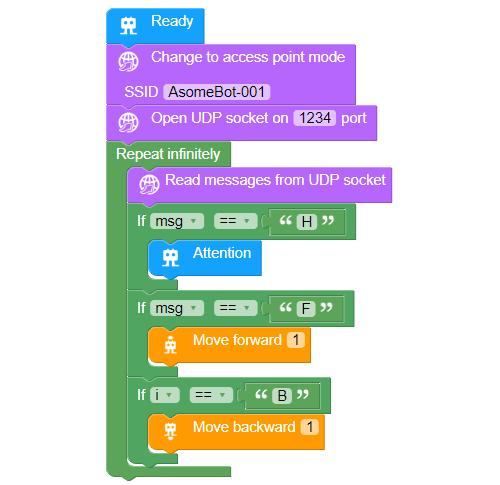 Ready
Change to access point mode
SSID AsomeBot-001
Open UDP socket on 1234 port
Repeat infinitely
Read messages from UDP socket
If msg == “ H ”
Attention
If msg == “ F ”
Move forward 1
If i == “ B ”
Move backward 1